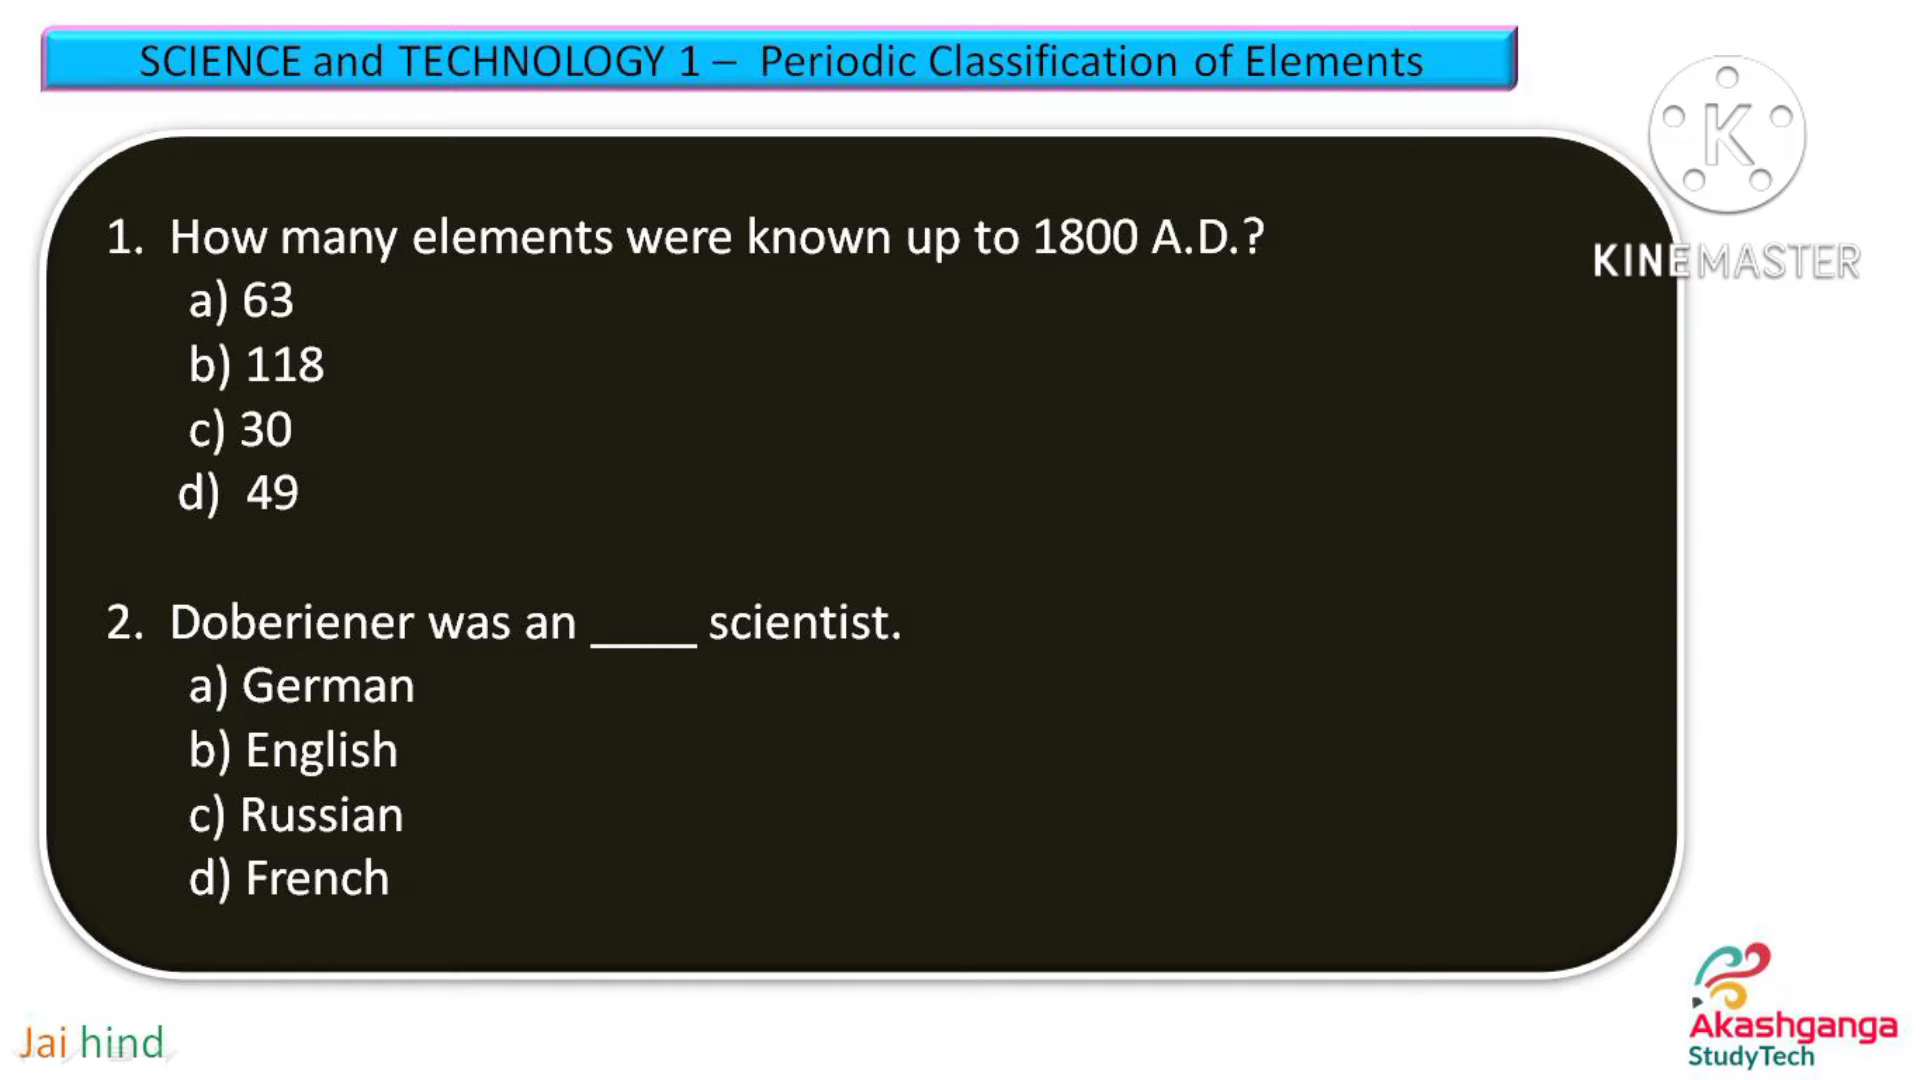 SCIENCE and TECHNOLOGY 1 – Periodic Classification of Elements
K
KINEMASTER
1. How many elements were known up to 1800 A.D.?
a) 63
b) 118
c) 30
d) 49
2. Doberiener was an ____ scientist.
a) German
b) English
c) Russian
d) French
Jai hind
Akashganga
StudyTech